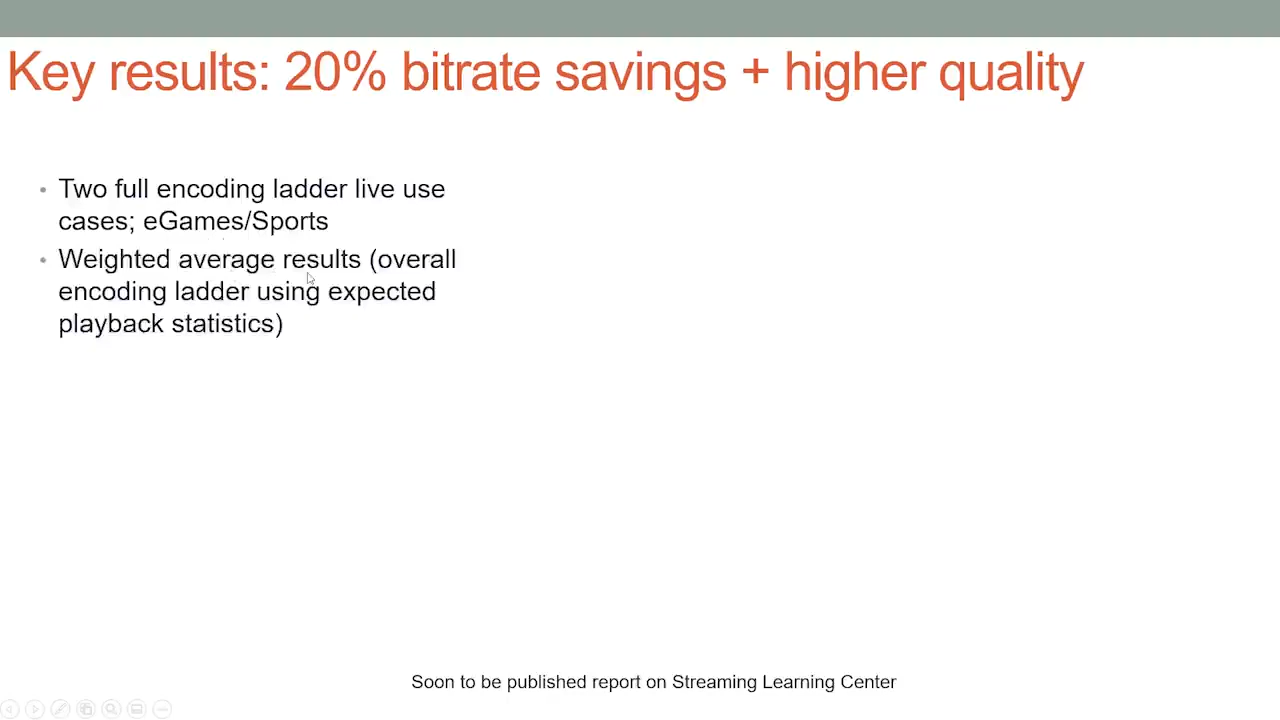 Key results: 20% bitrate savings + higher quality
• Two full encoding ladder live use
cases; eGames/Sports
• Weighted average results (overall
encoding ladder using expected
playback statistics)
Soon to be published report on Streaming Learning Center